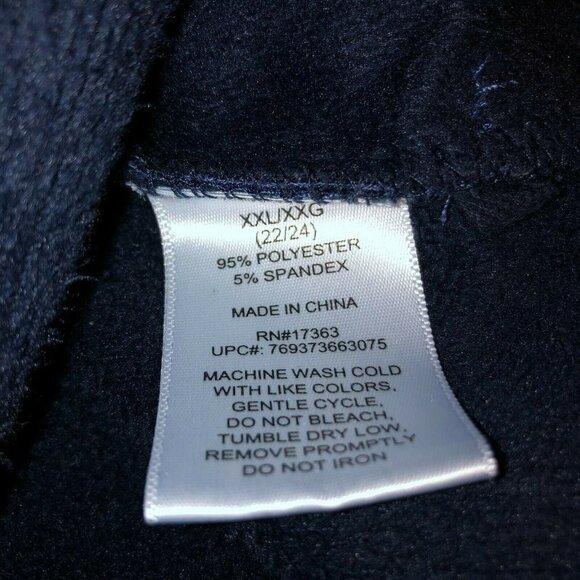 XXL/XXG
(22/24)
95% POLYESTER
5% SPANDEX
MADE IN CHINA
RN#17363
UPC#: 769373663075
MACHINE WASH COLD
WITH LIKE COLORS,
GENTLE CYCLE,
DO NOT BLEACH,
TUMBLE DRY LOW,
REMOVE PROMPTLY
DO NOT IRON